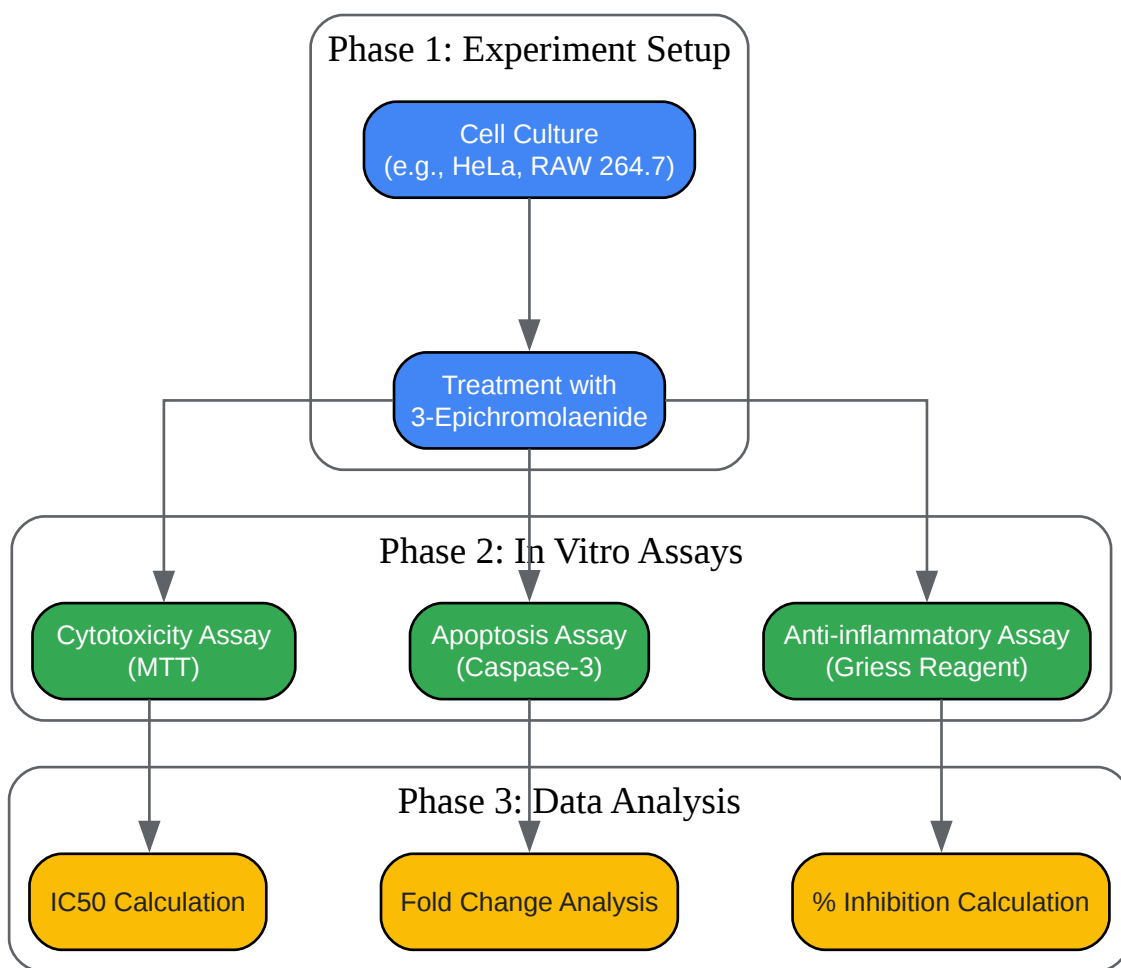 Phase 1: Experiment Setup
Cell Culture
(e.g., HeLa, RAW 264.7)
Treatment with
3-Epichromolaenide
Phase 2: In Vitro Assays
Cytotoxicity Assay
(MTT)
Apoptosis Assay
(Caspase-3)
Anti-inflammatory Assay
(Griess Reagent)
Phase 3: Data Analysis
IC50 Calculation
Fold Change Analysis
% Inhibition Calculation